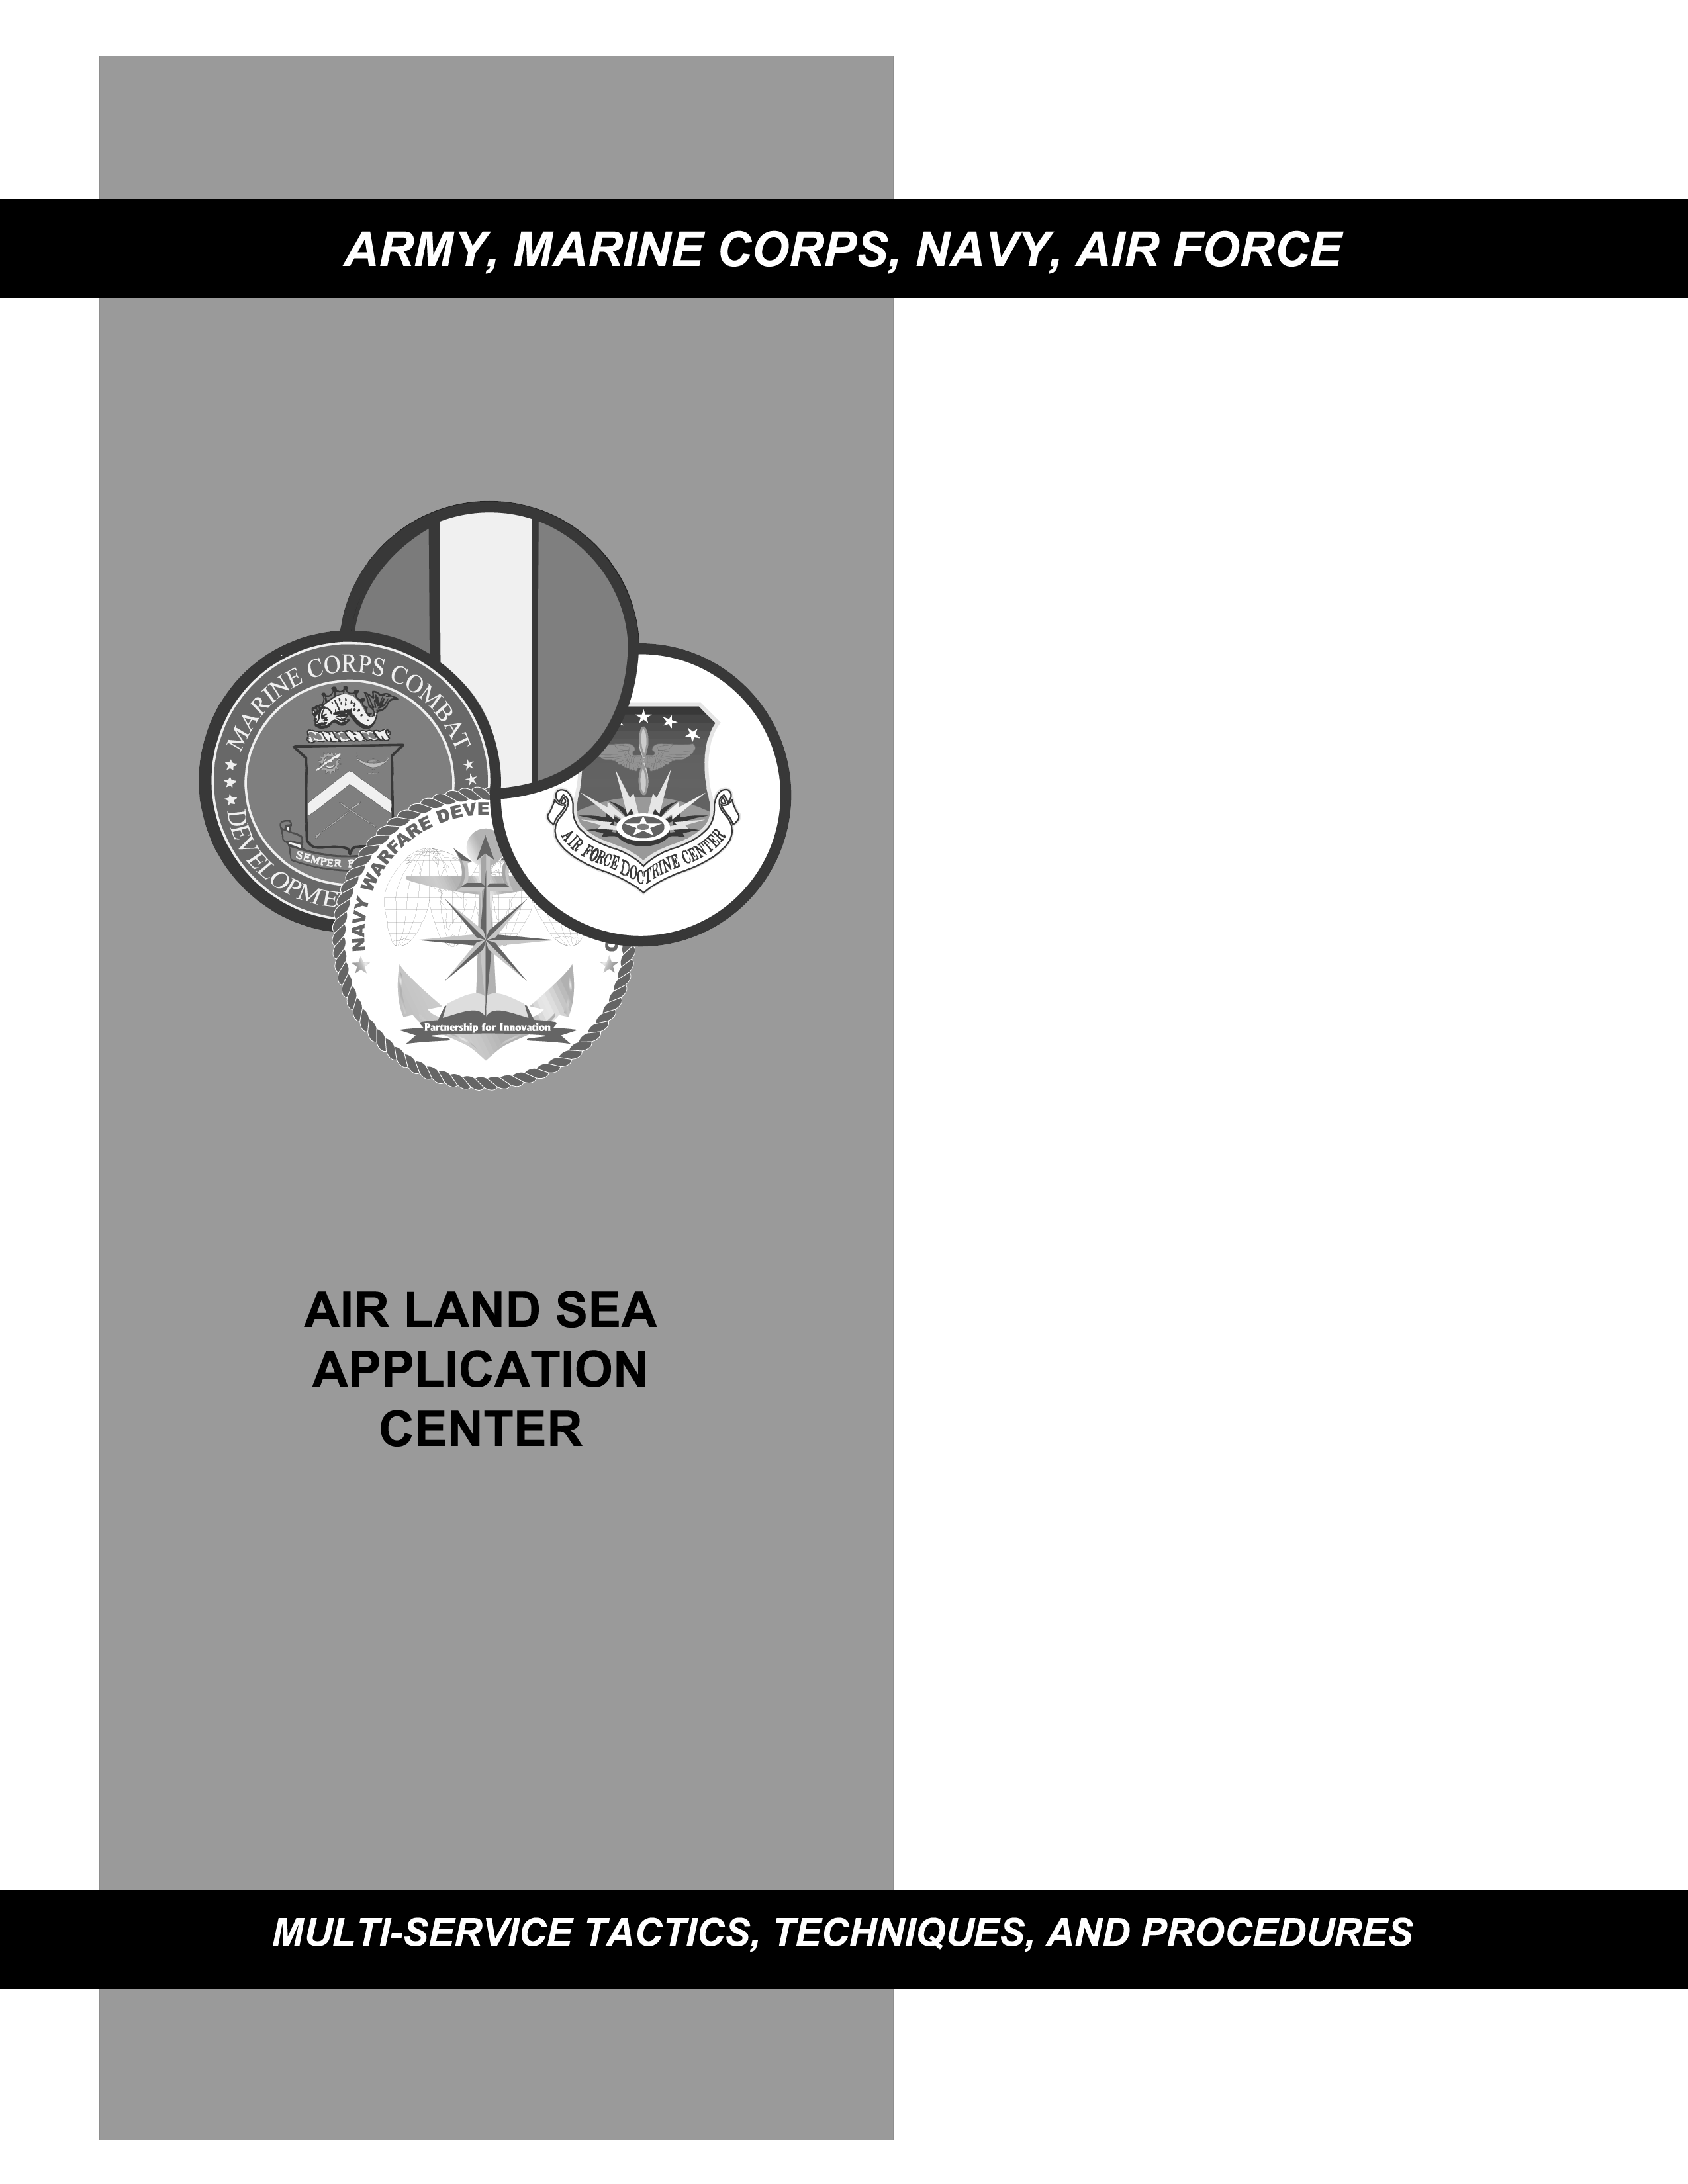 ARMY, MARINE CORPS, NAVY, AIR FORCE
MARINE CORPS COMBAT
DEVELOPME
SEMPER
NAVY WARFARE DEVE
AIR FORCE DOCTRINE CENTER
Partnership for Innovation
AIR LAND SEA
APPLICATION
CENTER
MULTI-SERVICE TACTICS, TECHNIQUES, AND PROCEDURES